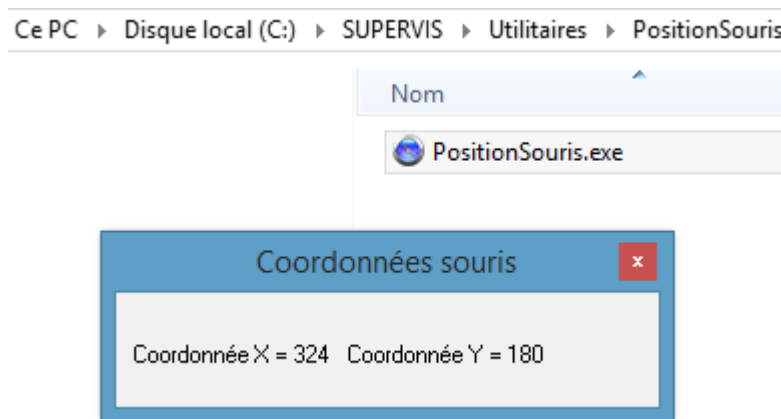 Ce PC ▸ Disque local (C:) ▸ SUPERVIS ▸ Utilitaires ▸ PositionSouris
Nom
PositionSouris.exe
Coordonnées souris x
Coordonnée X = 324 Coordonnée Y = 180